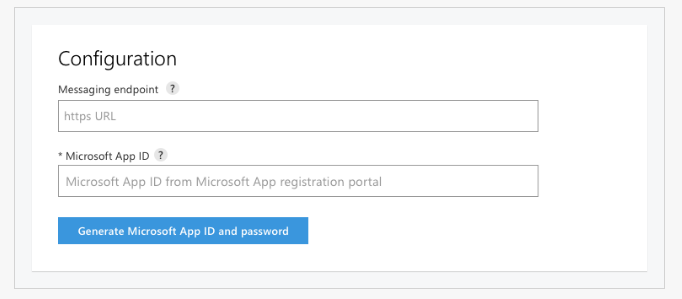 Configuration
Messaging endpoint ?
https URL
* Microsoft App ID ?
Microsoft App ID from Microsoft App registration portal
Generate Microsoft App ID and password